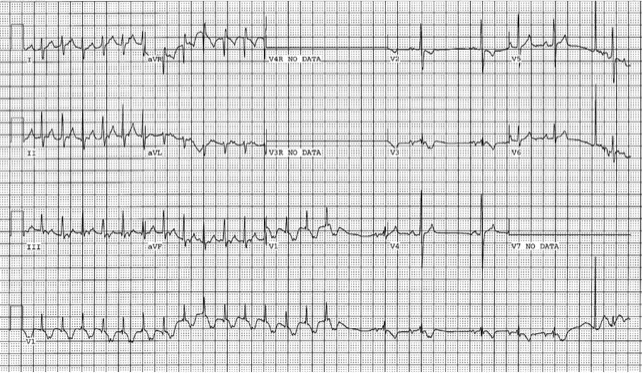 I aVR V4R NO DATA V2 V5
II aVL V3R NO DATA V3 V6
III aVF V1 V4 V7 NO DATA
V1